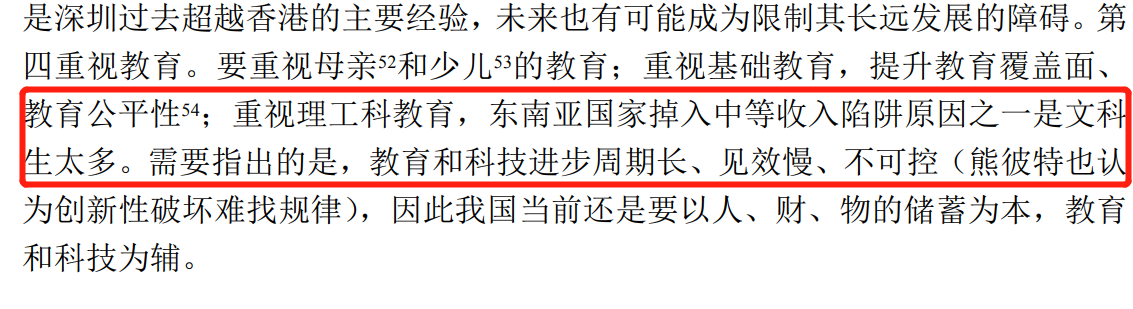 是深圳过去超越香港的主要经验，未来也有可能成为限制其长远发展的障碍。第
四重视教育。要重视母亲52和少儿53的教育；重视基础教育，提升教育覆盖面、
教育公平性54；重视理工科教育，东南亚国家掉入中等收入陷阱原因之一是文科
生太多。需要指出的是，教育和科技进步周期长、见效慢、不可控（熊彼特也认
为创新性破坏难找规律），因此我国当前还是要以人、财、物的储蓄为本，教育
和科技为辅。